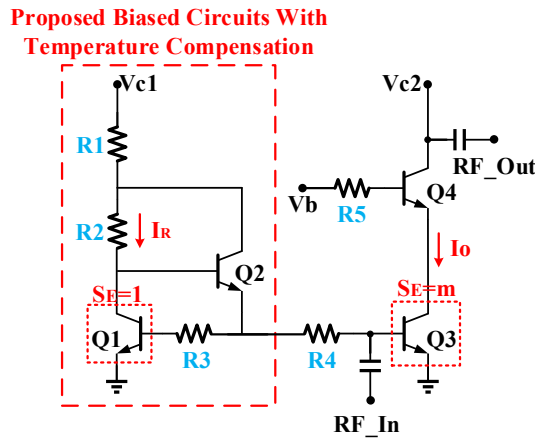 Proposed Biased Circuits With
Temperature Compensation
Vc1
Vc2
R1
RF_Out
Q4
Vb
R5
R2
IR
Q2
Io
SE=1
SE=m
Q1
R3
R4
Q3
RF_In